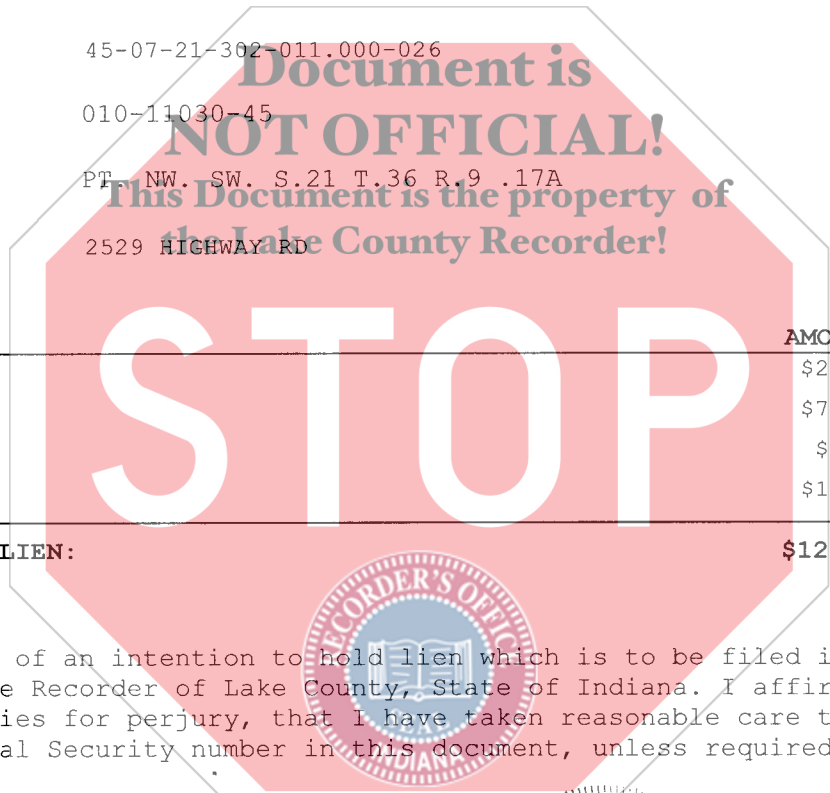 45-07-21-302-011.000-026
Document is
010-11030-45
NOT OFFICIAL!
PT. NW. SW. S.21 T.36 R.9 .17A
This Document is the property of
2529 HIGHWAY RD
the Lake County Recorder!
STOP
AMO
$2
$7
$
$1
LIEN:
$12
RECORDER'S OFFIC
of an intention to hold lien which is to be filed i
e Recorder of Lake County, State of Indiana. I affir
ies for perjury, that I have taken reasonable care t
al Security number in this document, unless required
INDIANA